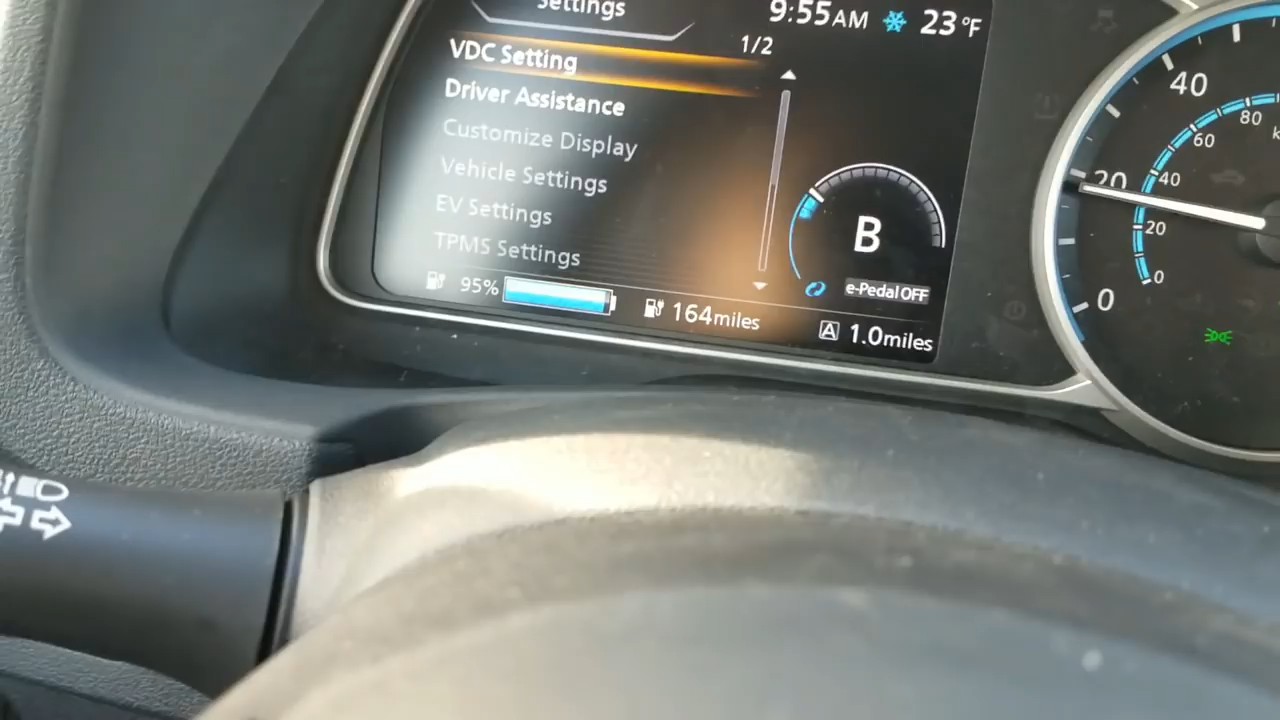 Settings
9:55AM 23°F
1/2
VDC Setting
Driver Assistance
Customize Display
Vehicle Settings
EV Settings
TPMS Settings
B
e-Pedal OFF
95%
164miles
A 1.0miles
40
20
0
80
60
40
20
0
k